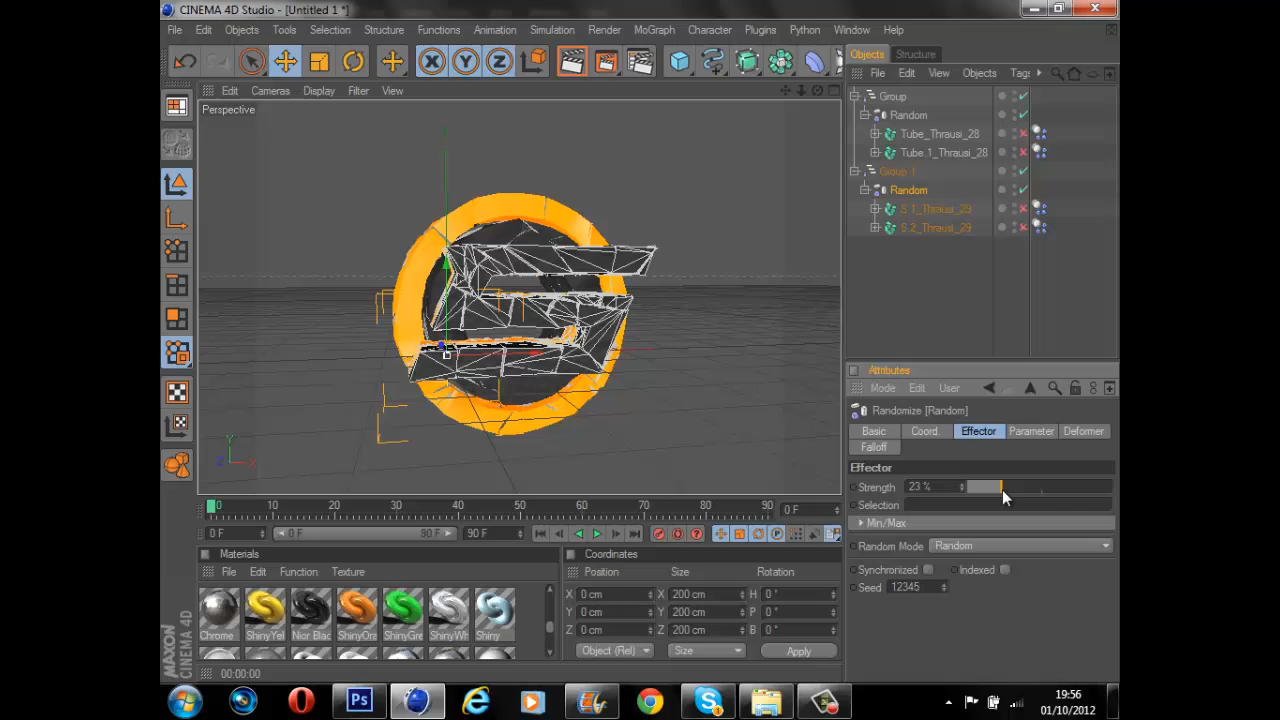 CINEMA 4D Studio - [Untitled 1 *]
File Edit Objects Tools Selection Structure Functions Animation Simulation Render MoGraph Character Plugins Python Window Help
X Y Z
Objects Structure
File Edit View Objects Tags
Edit Cameras Display Filter View
Perspective
Group
Random
Tube_Thrausi_28
Tube.1_Thrausi_28
Group 1
Random
S 1_Thrausi_29
S 2_Thrausi_29
Y
Z X
Attributes
Mode Edit User
Randomize [Random]
Basic Coord. Effector Parameter Deformer
Falloff
Effector
Strength 23 %
Selection
Min/Max
Random Mode Random
Synchronized Indexed
Seed 12345
0 10 20 30 40 50 60 70 80 90 0 F
0 F 0 F 90 F 90 F
Materials
File Edit Function Texture
Chrome ShinyYel Nior Blac ShinyOra ShinyGre ShinyWh Shiny
Coordinates
Position Size Rotation
X 0 cm X 200 cm H 0 °
Y 0 cm Y 200 cm P 0 °
Z 0 cm Z 200 cm B 0 °
Object (Rel) Size Apply
MAXON
CINEMA 4D
00:00:00
Ps
19:56
01/10/2012